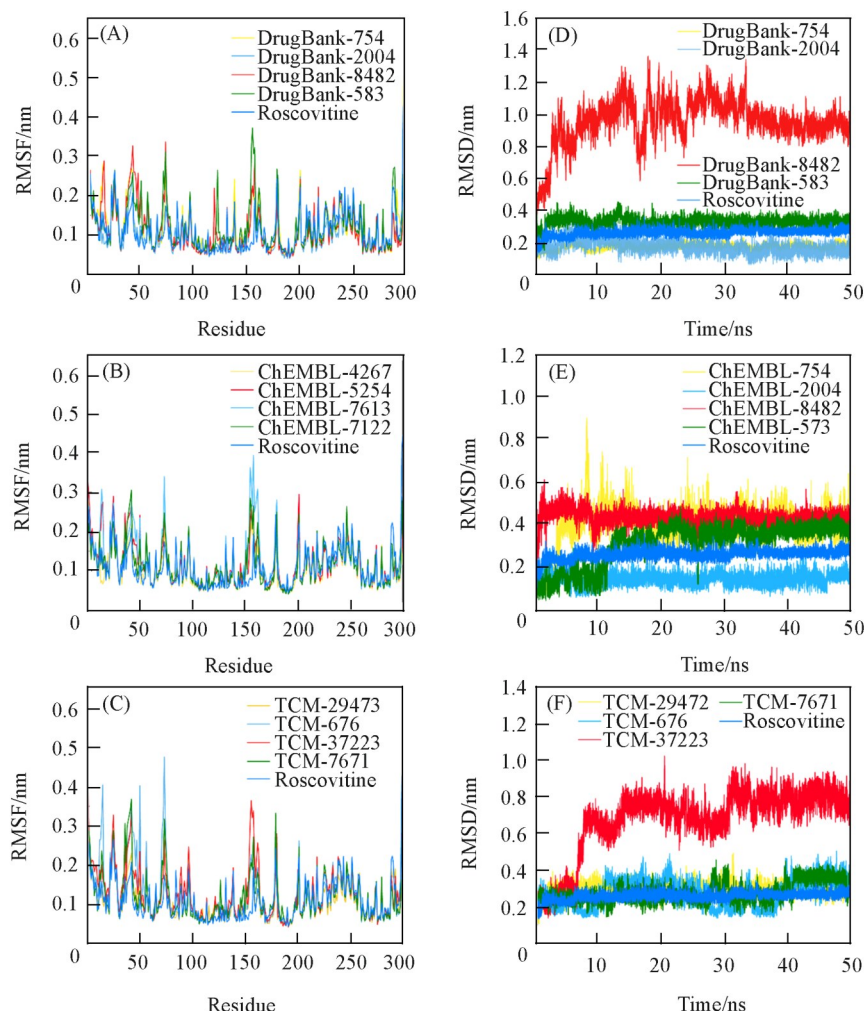 (A)
DrugBank-754
DrugBank-2004
DrugBank-8482
DrugBank-583
Roscovitine
RMSF/nm
0.6
0.5
0.4
0.3
0.2
0.1
0
50
100
150
200
250
300
Residue
(D)
DrugBank-754
DrugBank-2004
DrugBank-8482
DrugBank-583
Roscovitine
RMSD/nm
1.6
1.4
1.2
1.0
0.8
0.6
0.4
0.2
0
10
20
30
40
50
Time/ns
(B)
ChEMBL-4267
ChEMBL-5254
ChEMBL-7613
ChEMBL-7122
Roscovitine
RMSF/nm
0.6
0.5
0.4
0.3
0.2
0.1
0
50
100
150
200
250
300
Residue
(E)
ChEMBL-754
ChEMBL-2004
ChEMBL-8482
ChEMBL-573
Roscovitine
RMSD/nm
1.2
1.0
0.8
0.6
0.4
0.2
0
10
20
30
40
50
Time/ns
(C)
TCM-29473
TCM-676
TCM-37223
TCM-7671
Roscovitine
RMSF/nm
0.6
0.5
0.4
0.3
0.2
0.1
0
50
100
150
200
250
300
Residue
(F)
TCM-29472
TCM-676
TCM-37223
TCM-7671
Roscovitine
RMSD/nm
1.4
1.2
1.0
0.8
0.6
0.4
0.2
0
10
20
30
40
50
Time/ns